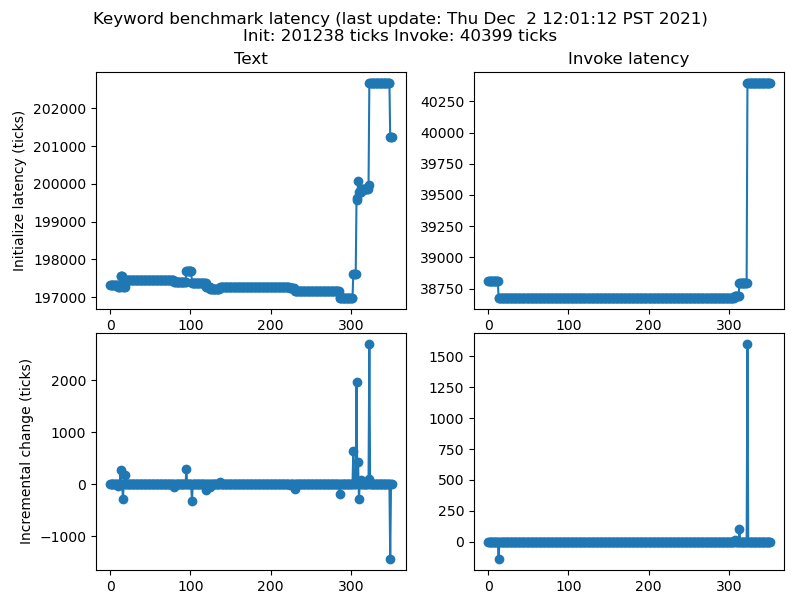 Keyword benchmark latency (last update: Thu Dec  2 12:01:12 PST 2021)
Init: 201238 ticks Invoke: 40399 ticks
Text
Invoke latency
Initialize latency (ticks)
202000
201000
200000
199000
198000
197000
0 100 200 300
40250
40000
39750
39500
39250
39000
38750
0 100 200 300
Incremental change (ticks)
2000
1000
0
−1000
0 100 200 300
1500
1250
1000
750
500
250
0
0 100 200 300